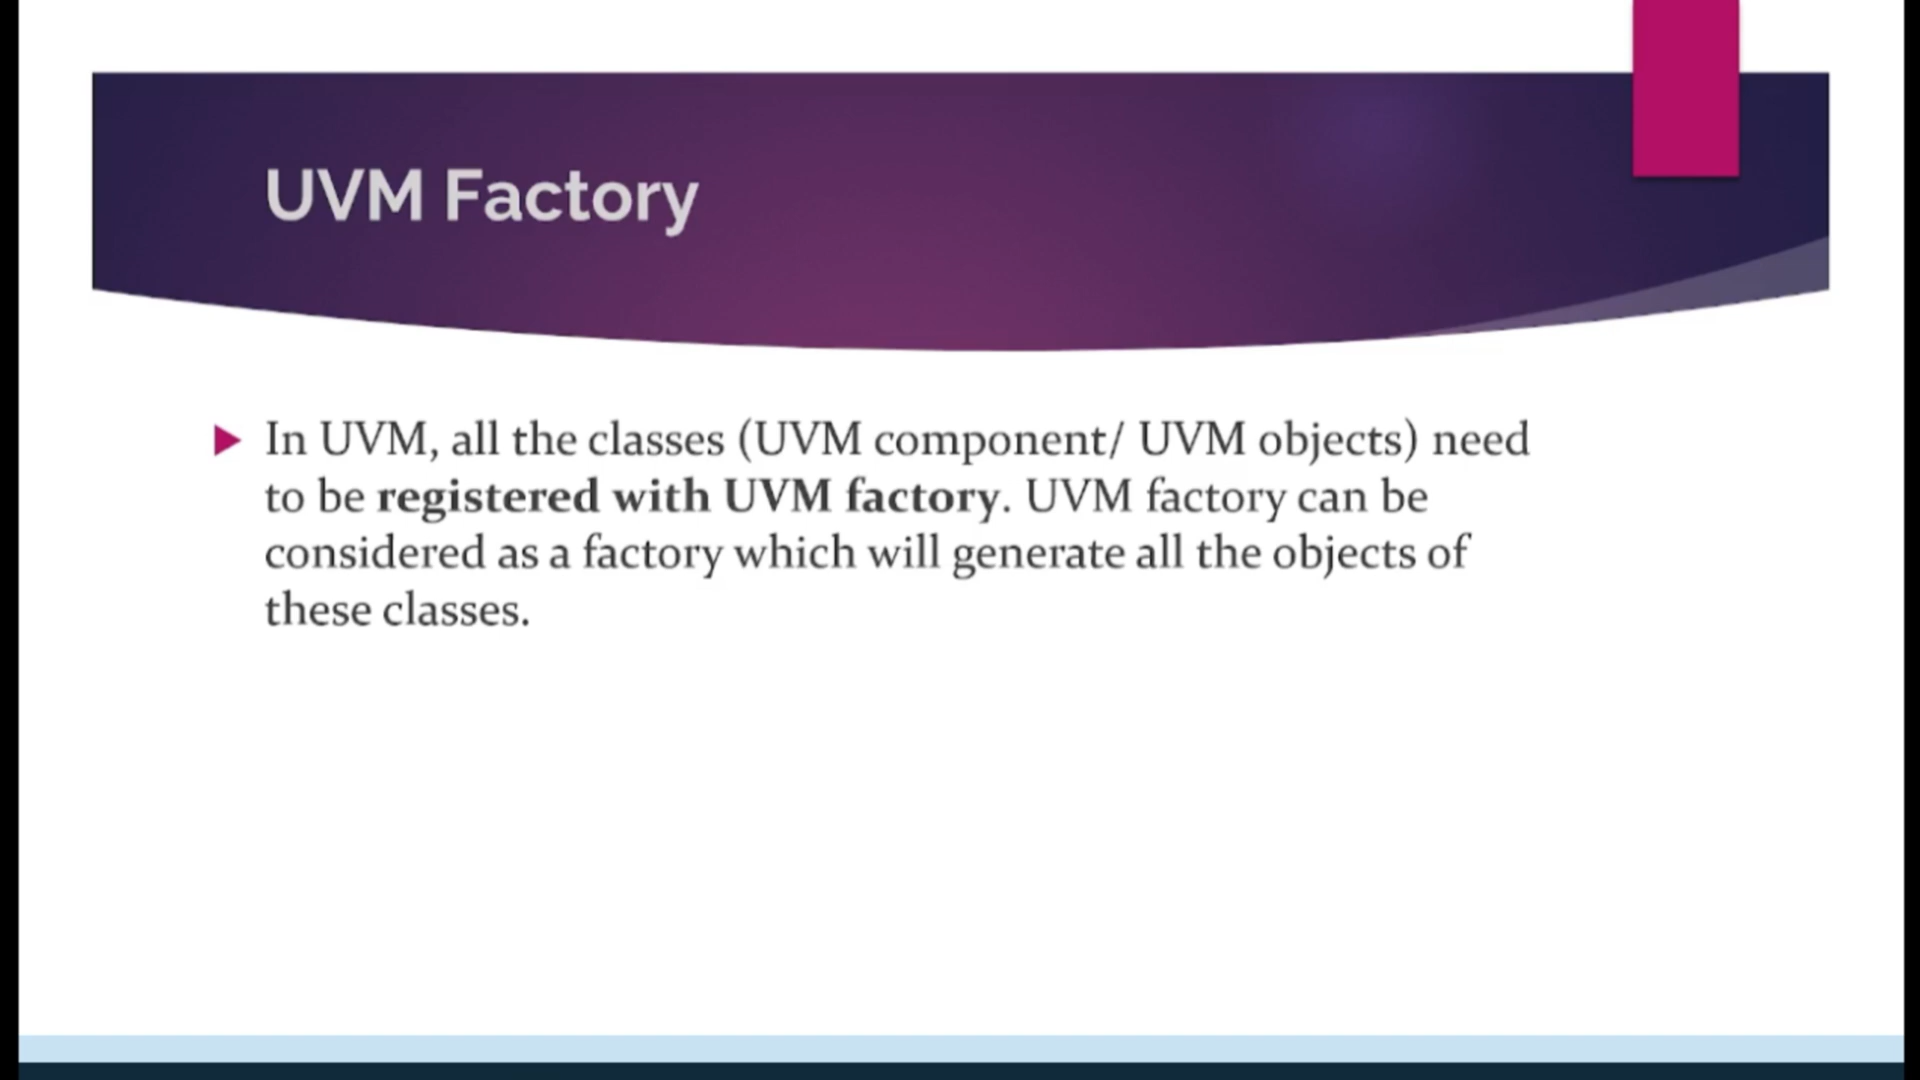 UVM Factory
In UVM, all the classes (UVM component/ UVM objects) need
to be registered with UVM factory. UVM factory can be
considered as a factory which will generate all the objects of
these classes.